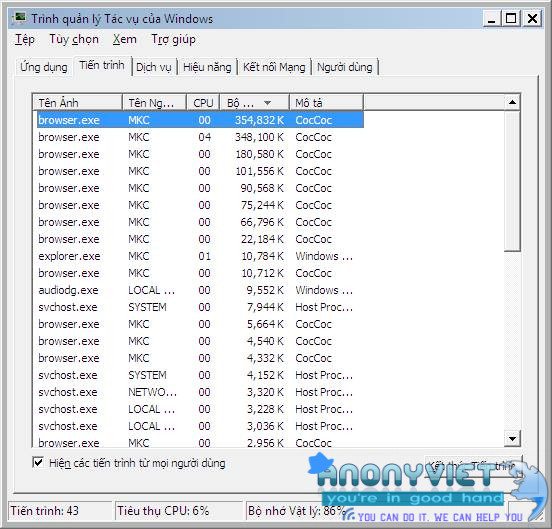 Trình quản lý Tác vụ của Windows
Tệp Tùy chọn Xem Trợ giúp
Ứng dụng Tiến trình Dịch vụ Hiệu năng Kết nối Mạng Người dùng
Tên Ảnh Tên Ng... CPU Bộ ... Mô tả
browser.exe MKC 00 354,832 K CocCoc
browser.exe MKC 04 348,100 K CocCoc
browser.exe MKC 00 180,580 K CocCoc
browser.exe MKC 00 101,556 K CocCoc
browser.exe MKC 00 90,568 K CocCoc
browser.exe MKC 00 75,244 K CocCoc
browser.exe MKC 00 66,796 K CocCoc
browser.exe MKC 00 22,184 K CocCoc
explorer.exe MKC 01 10,784 K Windows ...
browser.exe MKC 00 10,712 K CocCoc
audiodg.exe LOCAL ... 00 9,552 K Windows ...
svchost.exe SYSTEM 00 7,944 K Host Proc...
browser.exe MKC 00 5,664 K CocCoc
browser.exe MKC 00 4,540 K CocCoc
browser.exe MKC 00 4,332 K CocCoc
svchost.exe SYSTEM 00 4,152 K Host Proc...
svchost.exe NETWO... 00 3,320 K Host Proc...
svchost.exe LOCAL ... 00 3,228 K Host Proc...
svchost.exe LOCAL ... 00 3,036 K Host Proc...
browser.exe MKC 00 2,956 K CocCoc
Hiện các tiến trình từ mọi người dùng
Kết thúc Tiến trình
ANONYVIET
you're in good hand
YOU CAN DO IT. WE CAN HELP YOU
Tiến trình: 43 Tiêu thụ CPU: 6% Bộ nhớ Vật lý: 86%